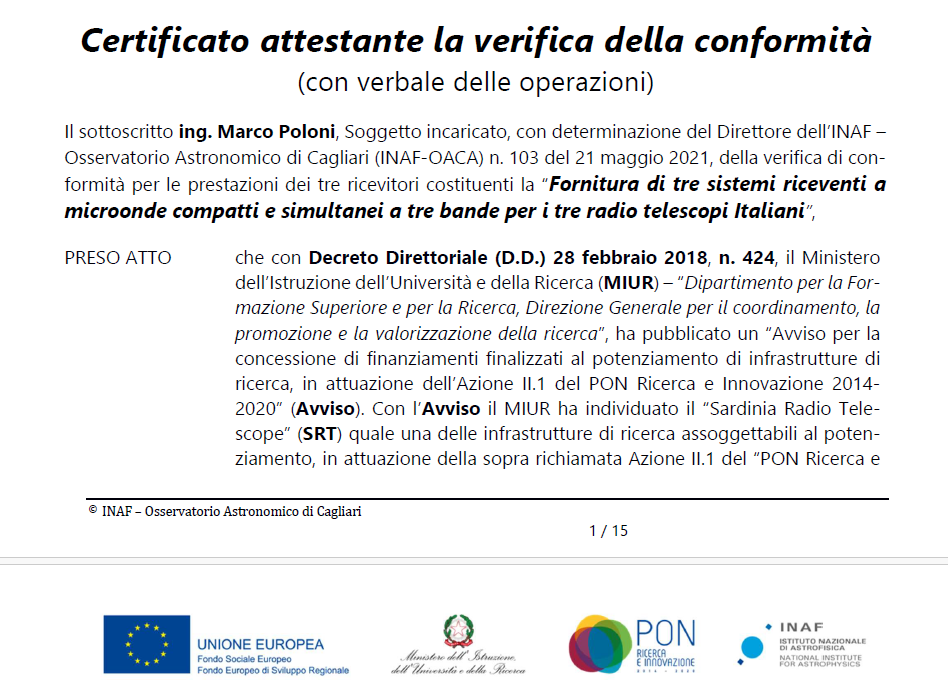 Certificato attestante la verifica della conformità
(con verbale delle operazioni)
Il sottoscritto ing. Marco Poloni, Soggetto incaricato, con determinazione del Direttore dell’INAF –
Osservatorio Astronomico di Cagliari (INAF-OACA) n. 103 del 21 maggio 2021, della verifica di con-
formità per le prestazioni dei tre ricevitori costituenti la “Fornitura di tre sistemi riceventi a
microonde compatti e simultanei a tre bande per i tre radio telescopi Italiani”,
PRESO ATTO che con Decreto Direttoriale (D.D.) 28 febbraio 2018, n. 424, il Ministero
dell’Istruzione dell’Università e della Ricerca (MIUR) – “Dipartimento per la For-
mazione Superiore e per la Ricerca, Direzione Generale per il coordinamento, la
promozione e la valorizzazione della ricerca”, ha pubblicato un “Avviso per la
concessione di finanziamenti finalizzati al potenziamento di infrastrutture di
ricerca, in attuazione dell’Azione II.1 del PON Ricerca e Innovazione 2014-
2020” (Avviso). Con l’Avviso il MIUR ha individuato il “Sardinia Radio Tele-
scope” (SRT) quale una delle infrastrutture di ricerca assoggettabili al poten-
ziamento, in attuazione della sopra richiamata Azione II.1 del “PON Ricerca e
© INAF – Osservatorio Astronomico di Cagliari
1 / 15
UNIONE EUROPEA
Fondo Sociale Europeo
Fondo Europeo di Sviluppo Regionale
Ministero dell’Istruzione,
dell’Università e della Ricerca
PON
RICERCA
E INNOVAZIONE
2014 - 2020
INAF
ISTITUTO NAZIONALE
DI ASTROFISICA
NATIONAL INSTITUTE
FOR ASTROPHYSICS